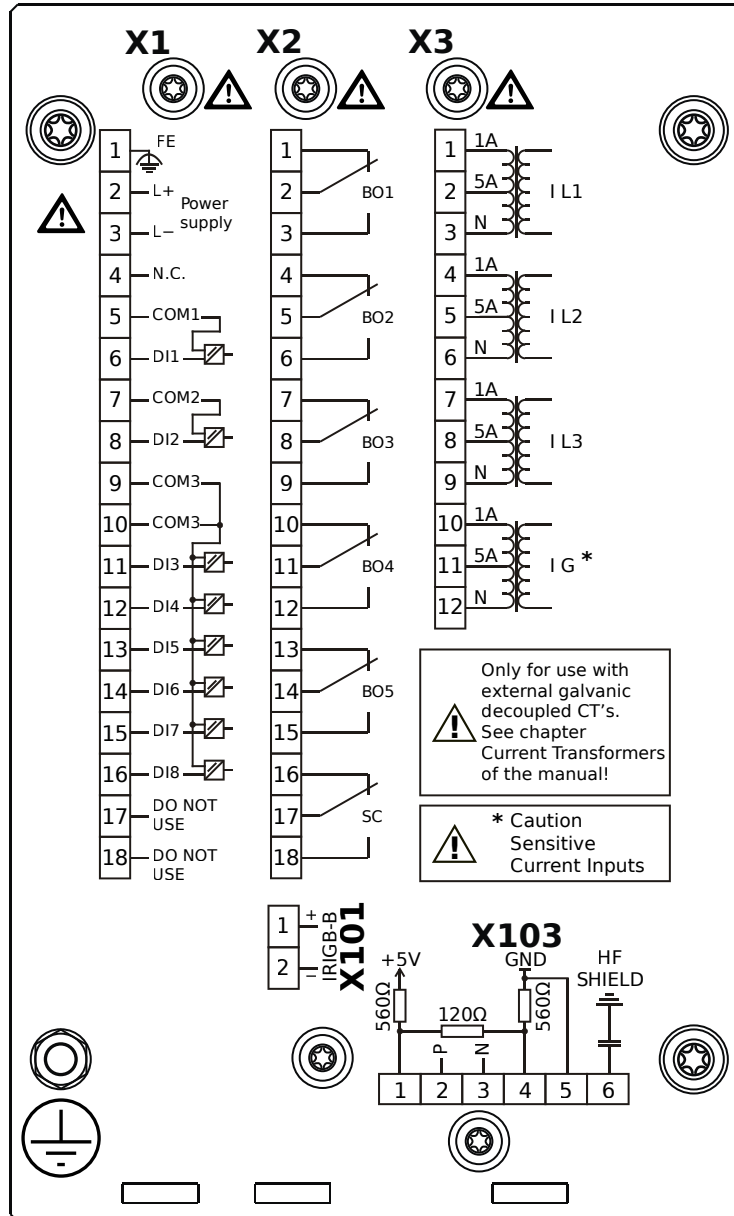 X1 X2 X3
1 FE
2 L+
Power
supply
3 L−
4 N.C.
5 COM1
6 DI1
7 COM2
8 DI2
9 COM3
10 COM3
11 DI3
12 DI4
13 DI5
14 DI6
15 DI7
16 DI8
17 DO NOT
USE
18 DO NOT
USE
1
2 BO1
3
4
5 BO2
6
7
8 BO3
9
10
11 BO4
12
13
14 BO5
15
16
17 SC
18
1 1A
2 5A I L1
3 N
4 1A
5 5A I L2
6 N
7 1A
8 5A I L3
9 N
10 1A
11 5A I G *
12 N
Only for use with
external galvanic
decoupled CT's.
See chapter
Current Transformers
of the manual!
* Caution
Sensitive
Current Inputs
1 +
2 −
IRIGB-B
X101
X103
+5V GND HF
SHIELD
560Ω 120Ω 560Ω
P N
1 2 3 4 5 6